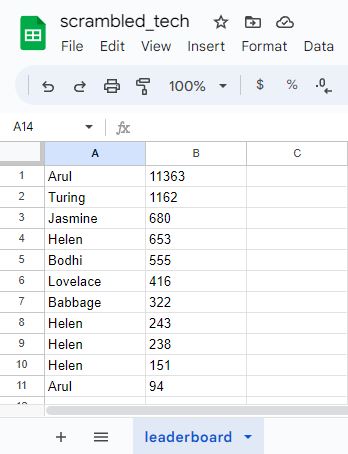 scrambled_tech
File Edit View Insert Format Data
100% $ % .0
A14 fx
A B C
1 Arul 11363
2 Turing 1162
3 Jasmine 680
4 Helen 653
5 Bodhi 555
6 Lovelace 416
7 Babbage 322
8 Helen 243
9 Helen 238
10 Helen 151
11 Arul 94
leaderboard